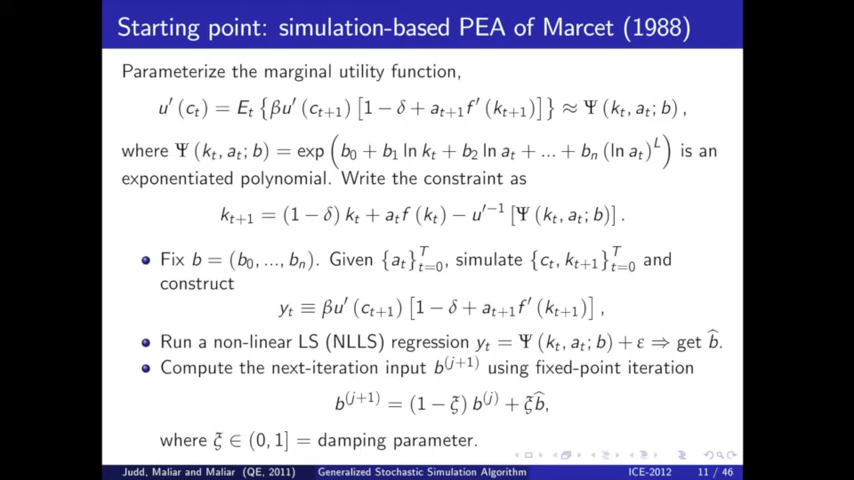 Starting point: simulation-based PEA of Marcet (1988)
Parameterize the marginal utility function,
u′ (c_t) = E_t {βu′ (c_{t+1}) [1 − δ + a_{t+1}f′ (k_{t+1})]} ≈ Ψ (k_t, a_t; b) ,
where Ψ (k_t, a_t; b) = exp (b_0 + b_1 ln k_t + b_2 ln a_t + ... + b_n (ln a_t)^L) is an
exponentiated polynomial. Write the constraint as
k_{t+1} = (1 − δ) k_t + a_t f (k_t) − u′^{−1} [Ψ (k_t, a_t; b)] .
Fix b = (b_0, ..., b_n). Given {a_t}_{t=0}^T, simulate {c_t, k_{t+1}}_{t=0}^T and
construct
y_t ≡ βu′ (c_{t+1}) [1 − δ + a_{t+1}f′ (k_{t+1})] ,
Run a non-linear LS (NLLS) regression y_t = Ψ (k_t, a_t; b) + ε ⇒ get b̂.
Compute the next-iteration input b^{(j+1)} using fixed-point iteration
b^{(j+1)} = (1 − ξ) b^{(j)} + ξb̂,
where ξ ∈ (0, 1] = damping parameter.
Judd, Maliar and Maliar (QE, 2011) Generalized Stochastic Simulation Algorithm ICE-2012 11 / 46